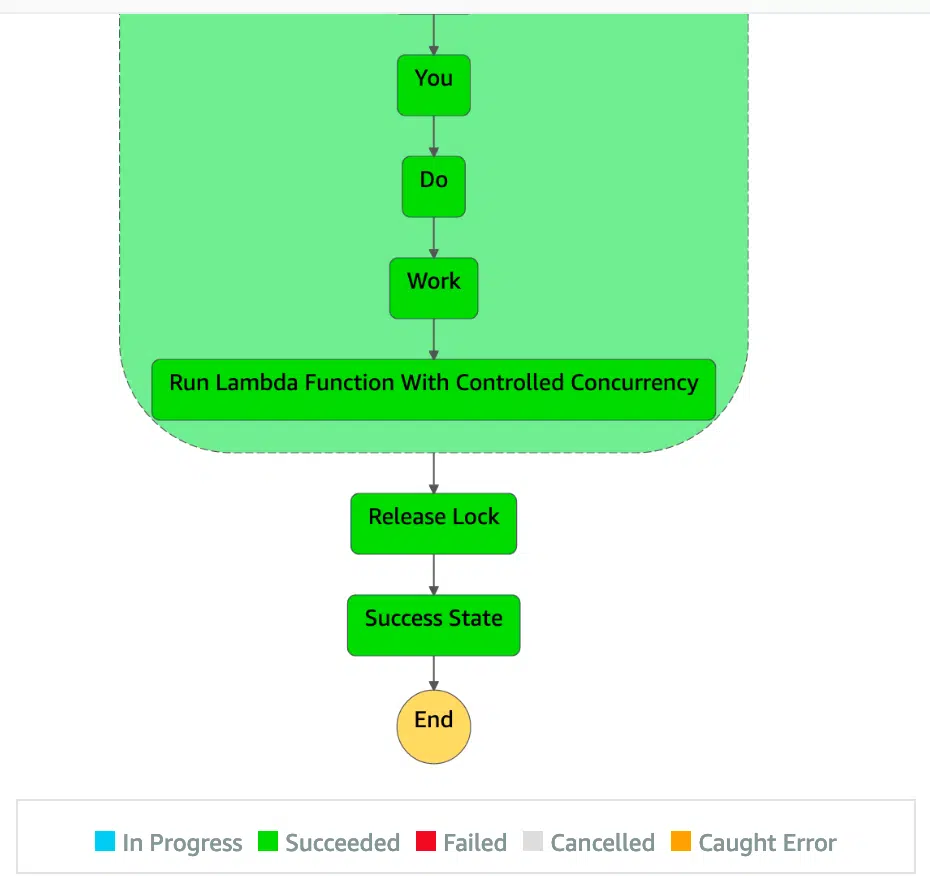 You
Do
Work
Run Lambda Function With Controlled Concurrency
Release Lock
Success State
End
In Progress Succeeded Failed Cancelled Caught Error